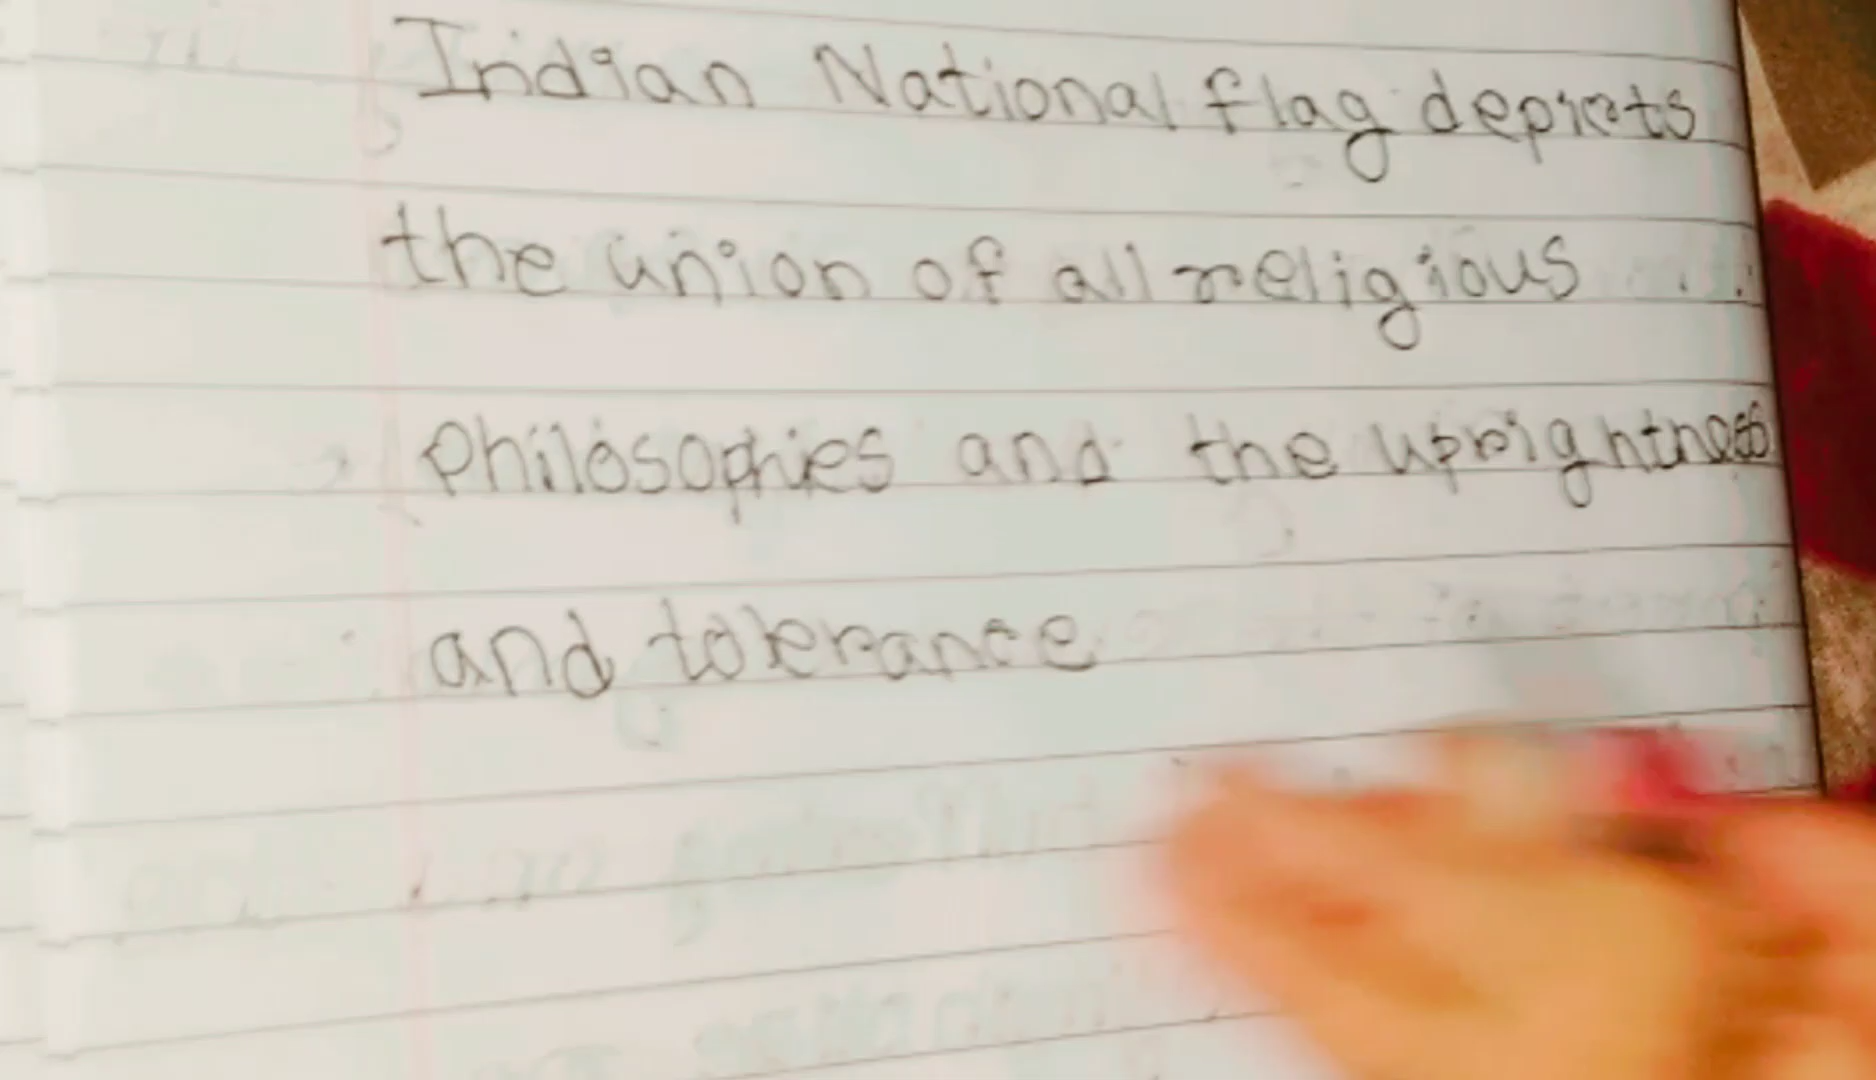 Indian National flag depicts
the union of all religious
Philosophies and the uprightness
and tolerance